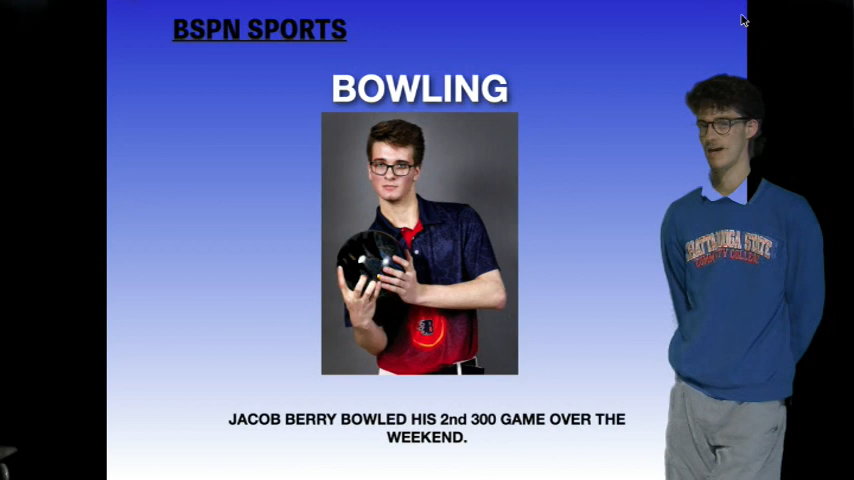 BSPN SPORTS
BOWLING
CHATTANOOGA STATE
COMMUNITY COLLEGE
JACOB BERRY BOWLED HIS 2nd 300 GAME OVER THE
WEEKEND.